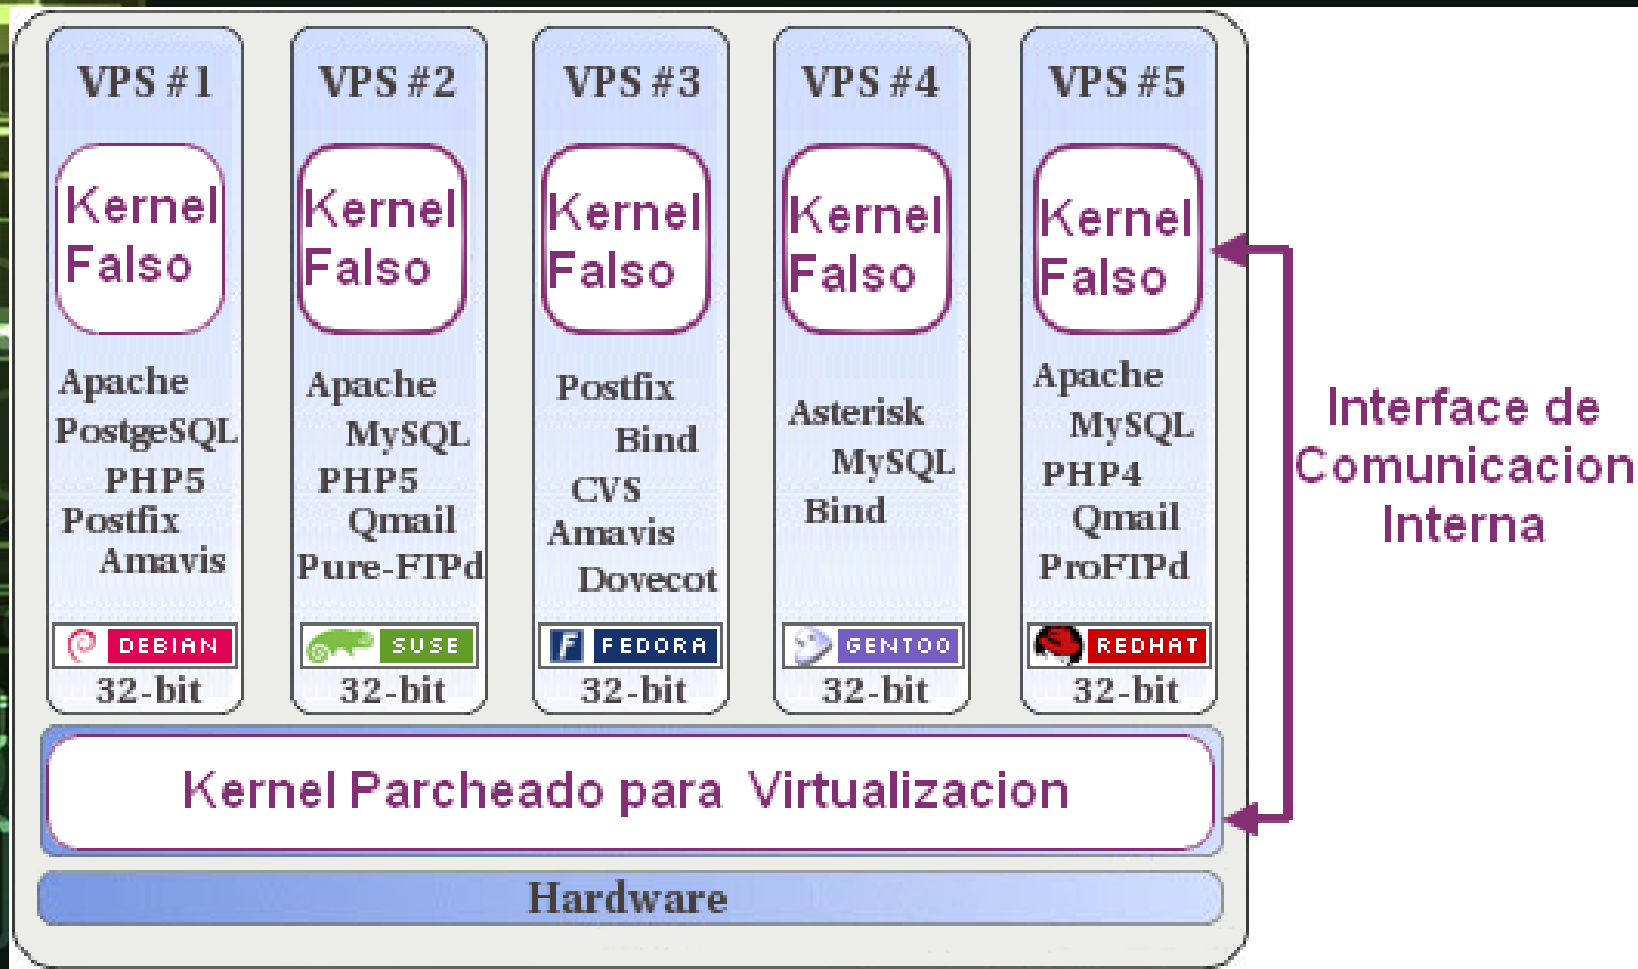 VPS #1
Kernel
Falso
Apache
PostgeSQL
PHP5
Postfix
Amavis
DEBIAN
32-bit
VPS #2
Kernel
Falso
Apache
MySQL
PHP5
Qmail
Pure-FTPd
SUSE
32-bit
VPS #3
Kernel
Falso
Postfix
Bind
CVS
Amavis
Dovecot
F FEDORA
32-bit
VPS #4
Kernel
Falso
Asterisk
MySQL
Bind
GENTOO
32-bit
VPS #5
Kernel
Falso
Apache
MySQL
PHP4
Qmail
ProFTPd
REDHAT
32-bit
Interface de
Comunicacion
Interna
Kernel Parcheado para Virtualizacion
Hardware